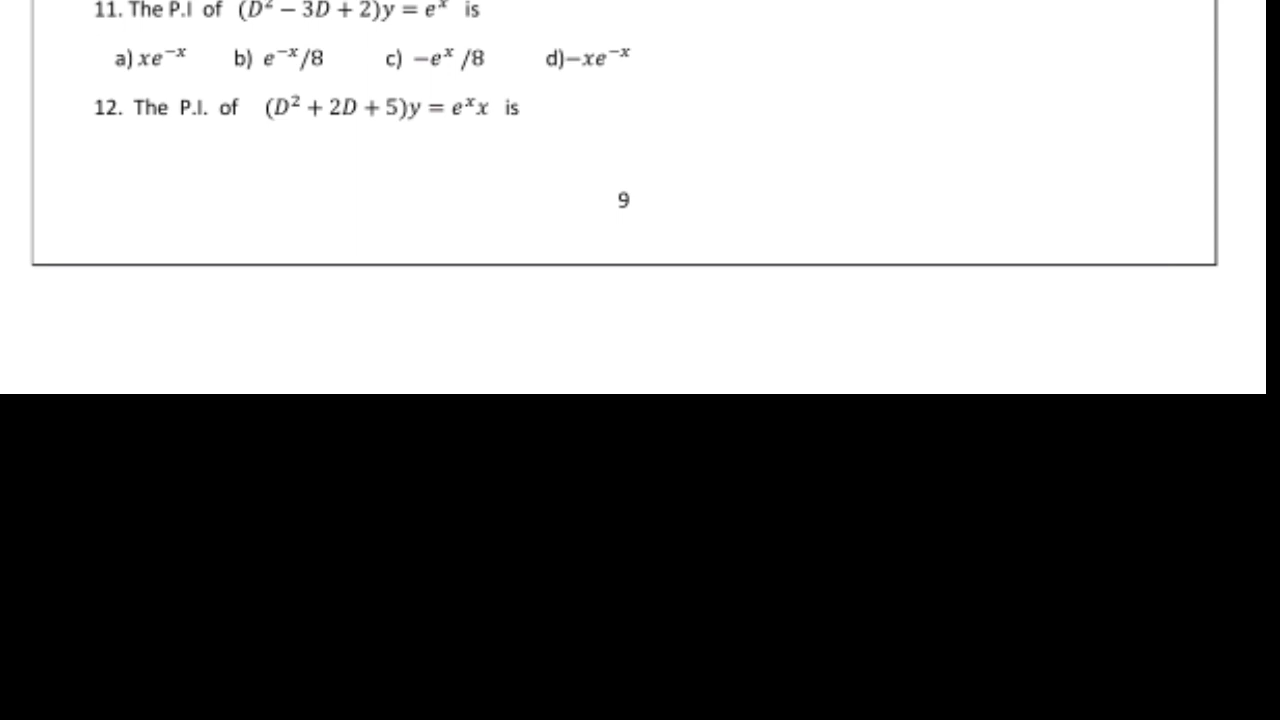 11. The P.I of (D² − 3D + 2)y = eˣ is
a) xe⁻ˣ b) e⁻ˣ/8 c) −eˣ /8 d)−xe⁻ˣ
12. The P.I. of (D² + 2D + 5)y = eˣx is
9